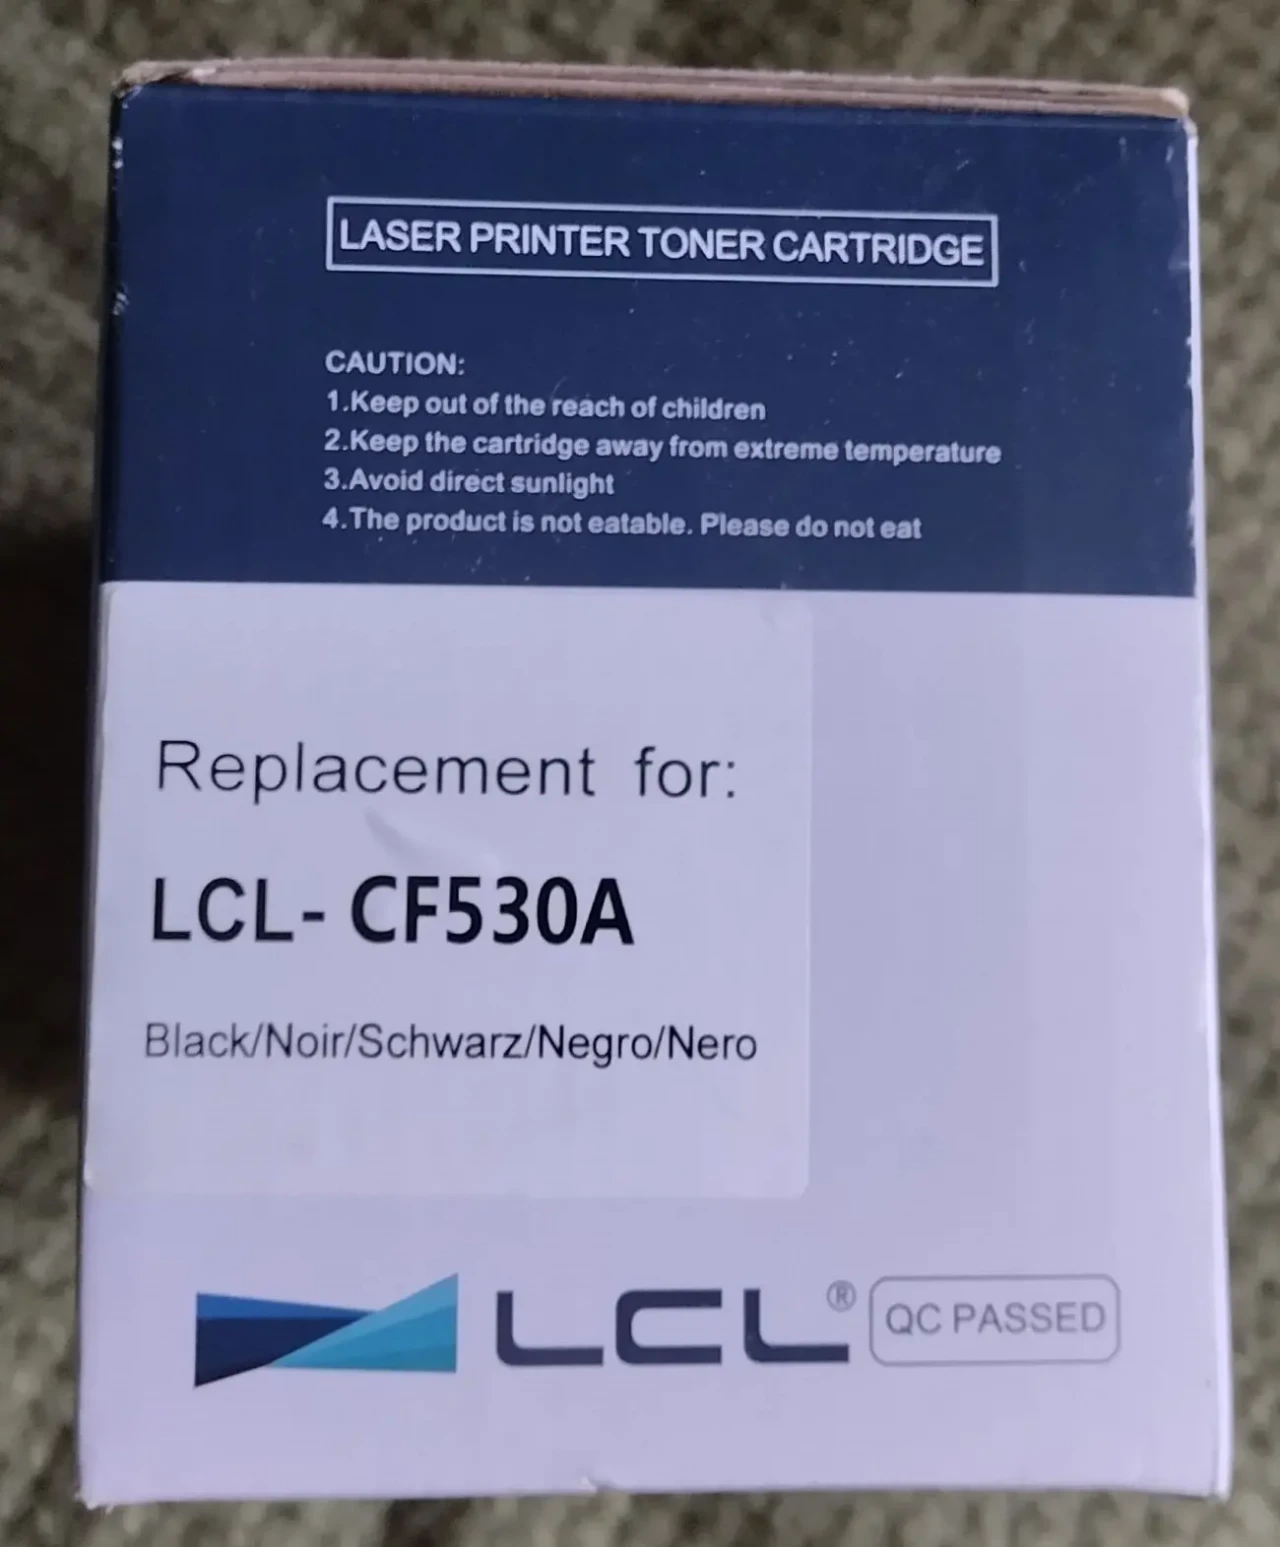 LASER PRINTER TONER CARTRIDGE
CAUTION:
1.Keep out of the reach of children
2.Keep the cartridge away from extreme temperature
3.Avoid direct sunlight
4.The product is not eatable. Please do not eat
Replacement for:
LCL- CF530A
Black/Noir/Schwarz/Negro/Nero
LCL® QC PASSED